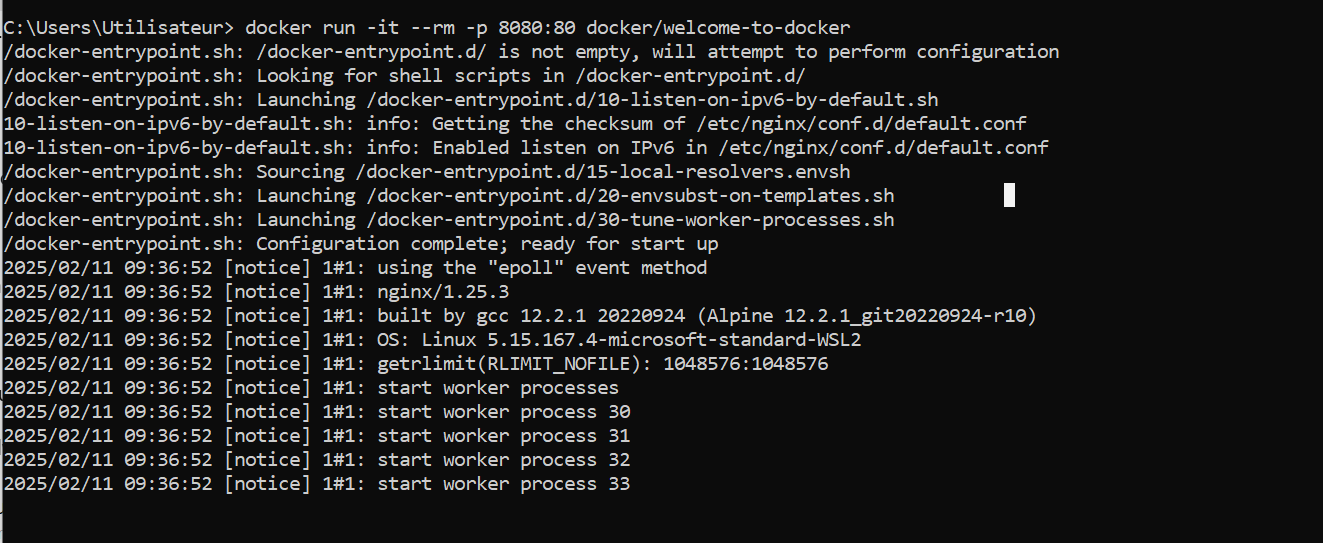 C:\Users\Utilisateur> docker run -it --rm -p 8080:80 docker/welcome-to-docker
/docker-entrypoint.sh: /docker-entrypoint.d/ is not empty, will attempt to perform configuration
/docker-entrypoint.sh: Looking for shell scripts in /docker-entrypoint.d/
/docker-entrypoint.sh: Launching /docker-entrypoint.d/10-listen-on-ipv6-by-default.sh
10-listen-on-ipv6-by-default.sh: info: Getting the checksum of /etc/nginx/conf.d/default.conf
10-listen-on-ipv6-by-default.sh: info: Enabled listen on IPv6 in /etc/nginx/conf.d/default.conf
/docker-entrypoint.sh: Sourcing /docker-entrypoint.d/15-local-resolvers.envsh
/docker-entrypoint.sh: Launching /docker-entrypoint.d/20-envsubst-on-templates.sh
/docker-entrypoint.sh: Launching /docker-entrypoint.d/30-tune-worker-processes.sh
/docker-entrypoint.sh: Configuration complete; ready for start up
2025/02/11 09:36:52 [notice] 1#1: using the "epoll" event method
2025/02/11 09:36:52 [notice] 1#1: nginx/1.25.3
2025/02/11 09:36:52 [notice] 1#1: built by gcc 12.2.1 20220924 (Alpine 12.2.1_git20220924-r10)
2025/02/11 09:36:52 [notice] 1#1: OS: Linux 5.15.167.4-microsoft-standard-WSL2
2025/02/11 09:36:52 [notice] 1#1: getrlimit(RLIMIT_NOFILE): 1048576:1048576
2025/02/11 09:36:52 [notice] 1#1: start worker processes
2025/02/11 09:36:52 [notice] 1#1: start worker process 30
2025/02/11 09:36:52 [notice] 1#1: start worker process 31
2025/02/11 09:36:52 [notice] 1#1: start worker process 32
2025/02/11 09:36:52 [notice] 1#1: start worker process 33